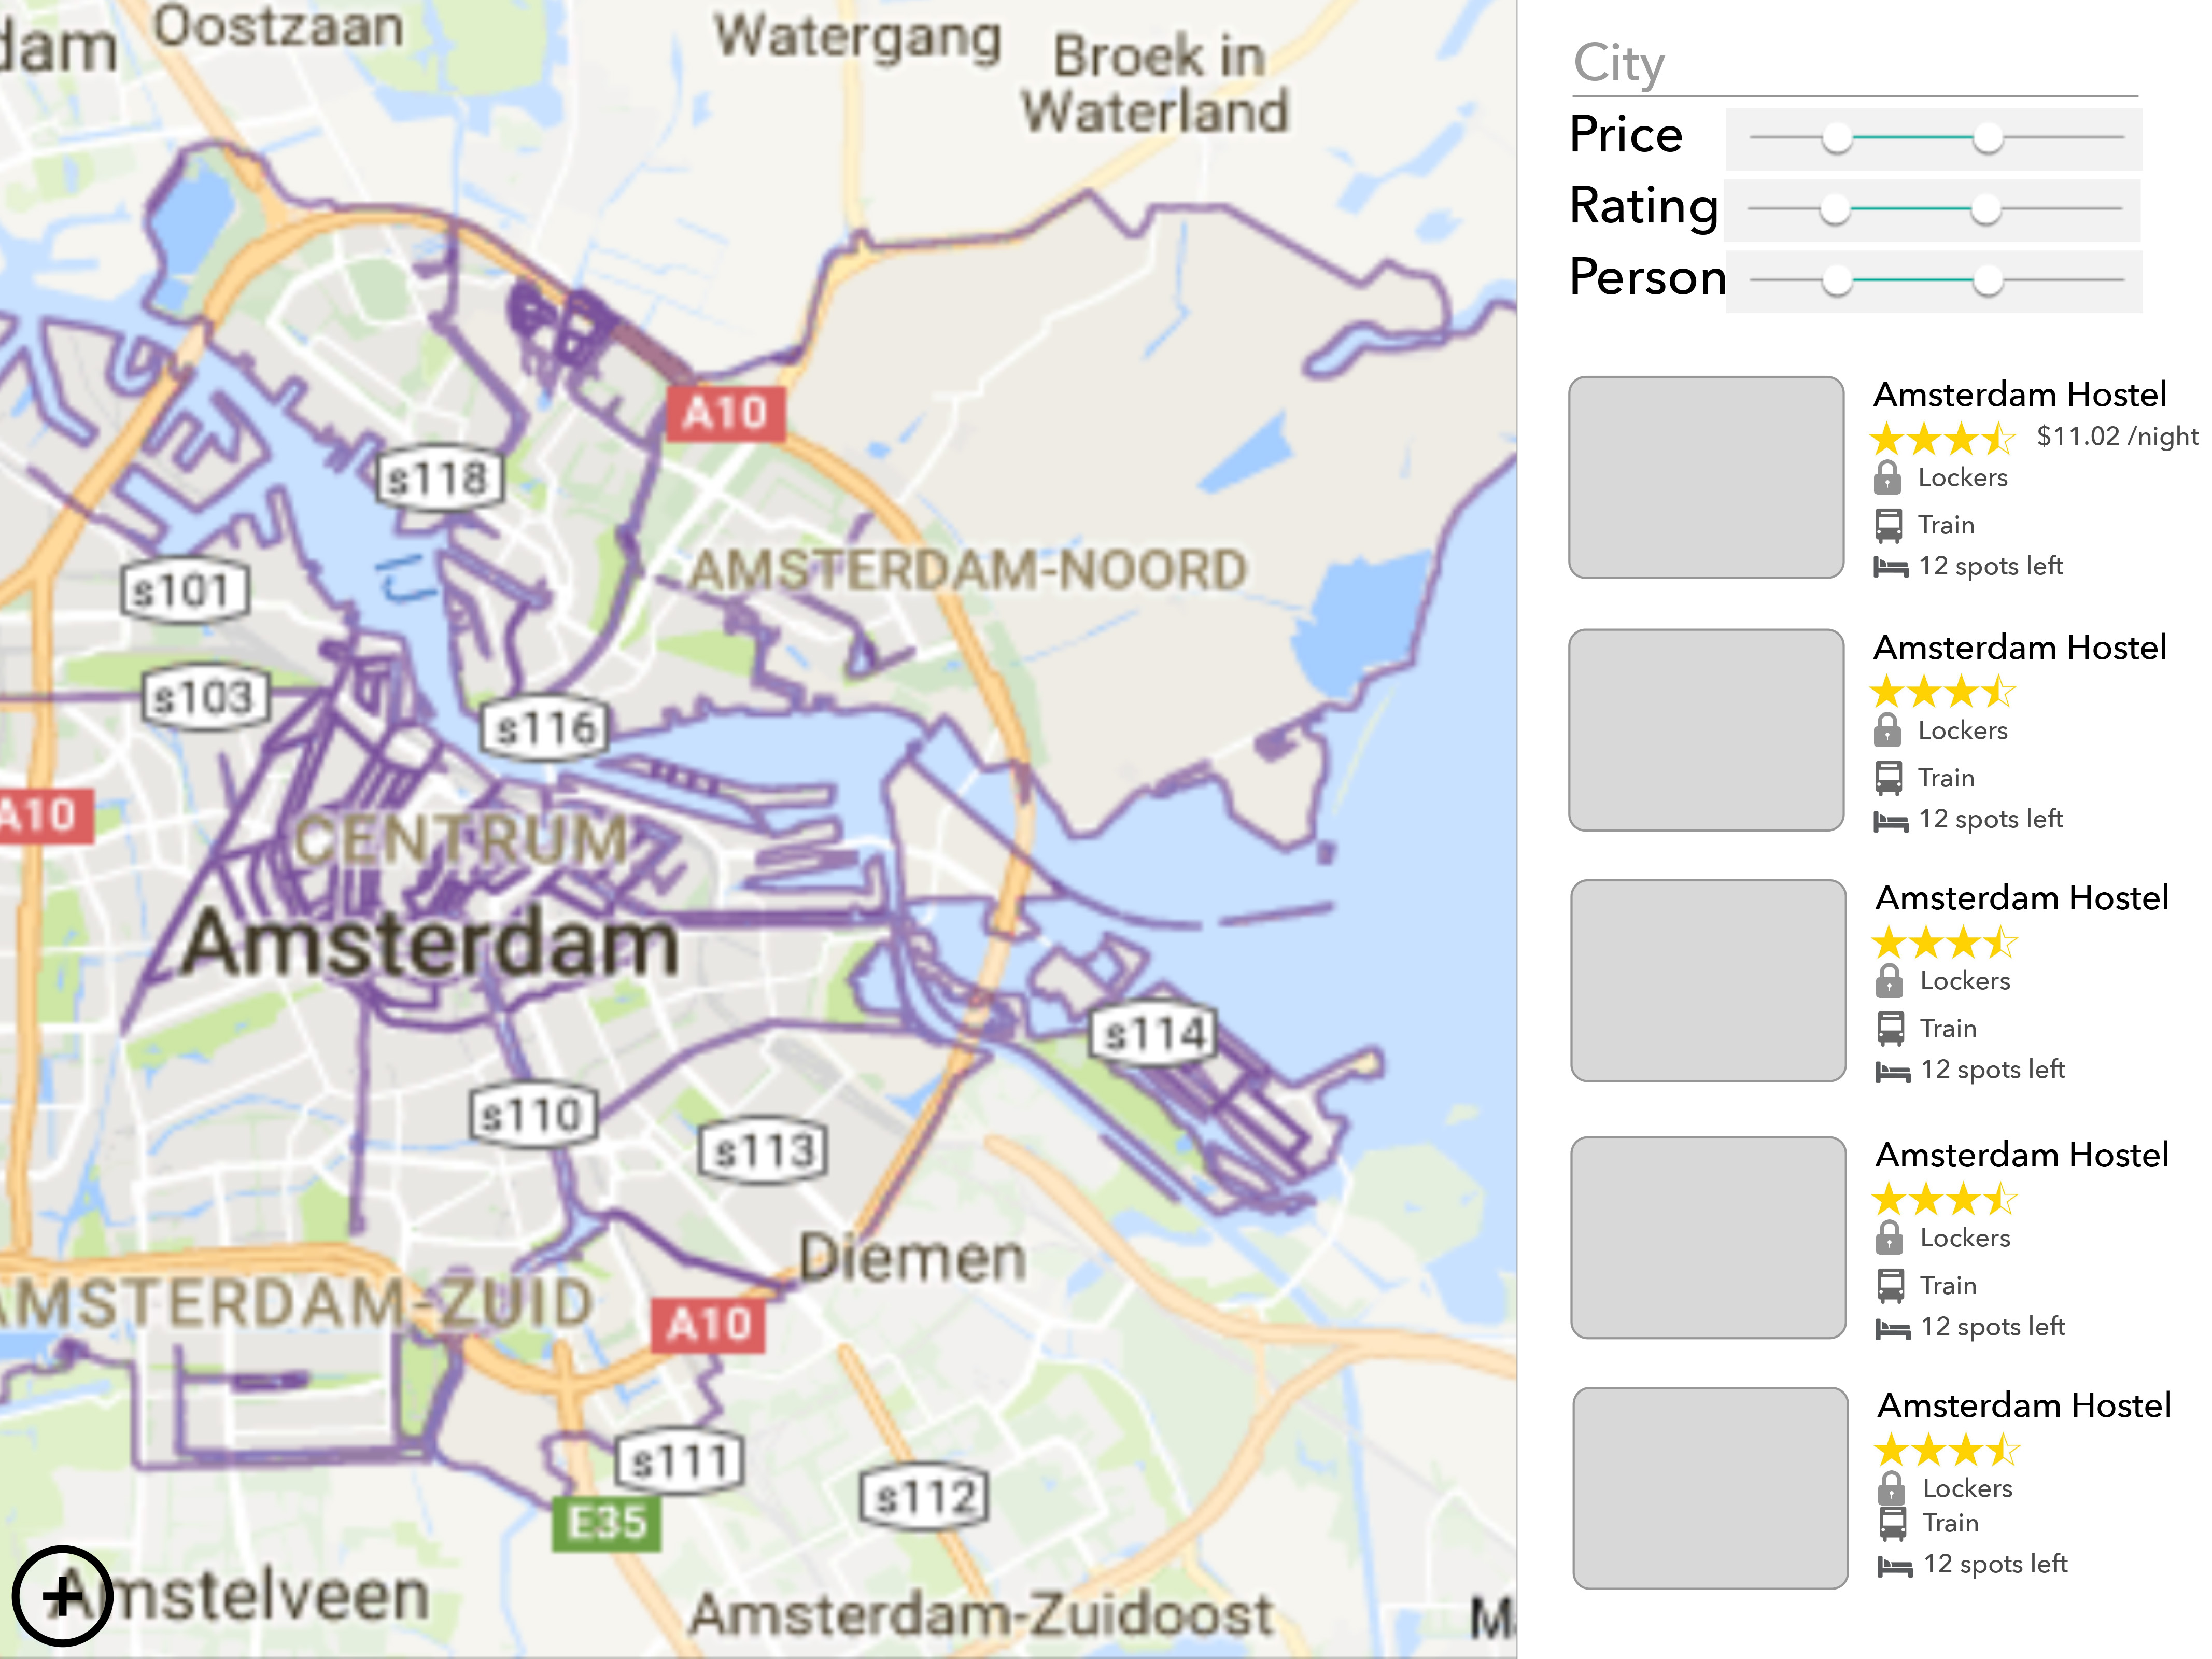 dam
Oostzaan
Watergang
Broek in
Waterland
A10
s118
AMSTERDAM-NOORD
IJ
s101
s103
s116
A10
CENTRUM
Amsterdam
s114
s110
s113
Diemen
AMSTERDAM-ZUID
A10
s111
s112
E35
Amstelveen
Amsterdam-Zuidoost
M
City
Price
Rating
Person
Amsterdam Hostel
$11.02 /night
Lockers
Train
12 spots left
Amsterdam Hostel
Lockers
Train
12 spots left
Amsterdam Hostel
Lockers
Train
12 spots left
Amsterdam Hostel
Lockers
Train
12 spots left
Amsterdam Hostel
Lockers
Train
12 spots left